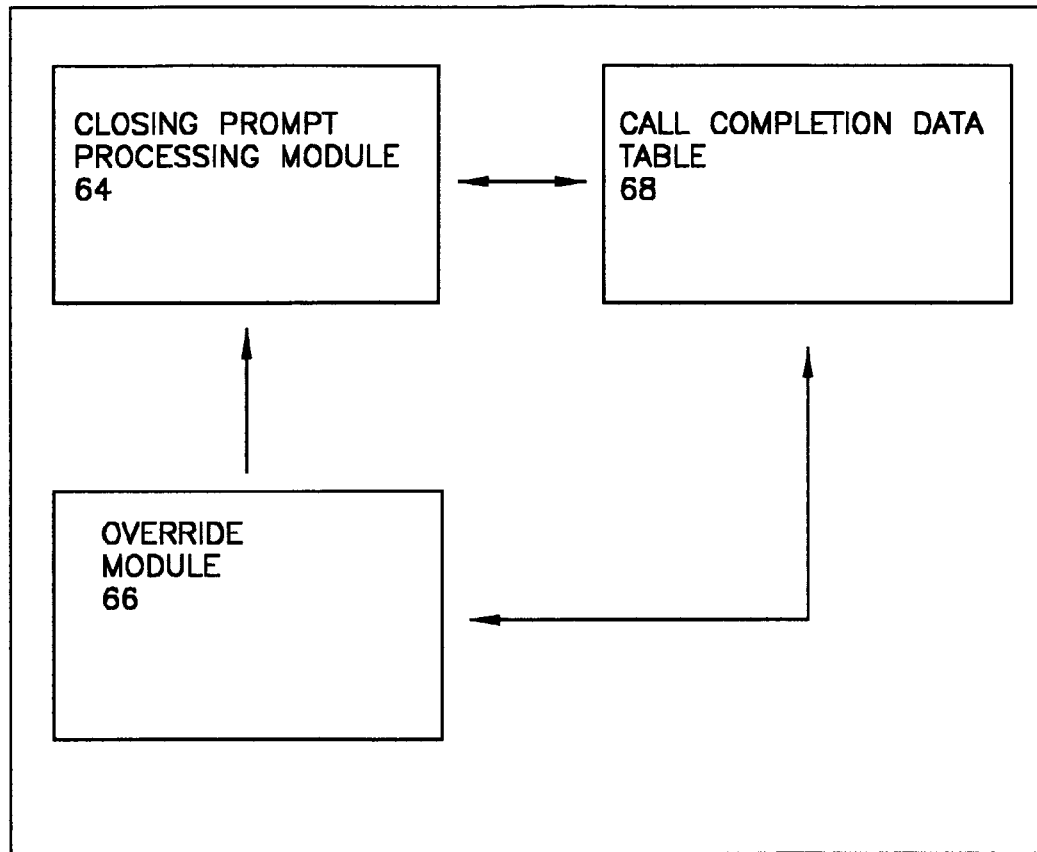 CLOSING PROMPT
PROCESSING MODULE
64
CALL COMPLETION DATA
TABLE
68
OVERRIDE
MODULE
66